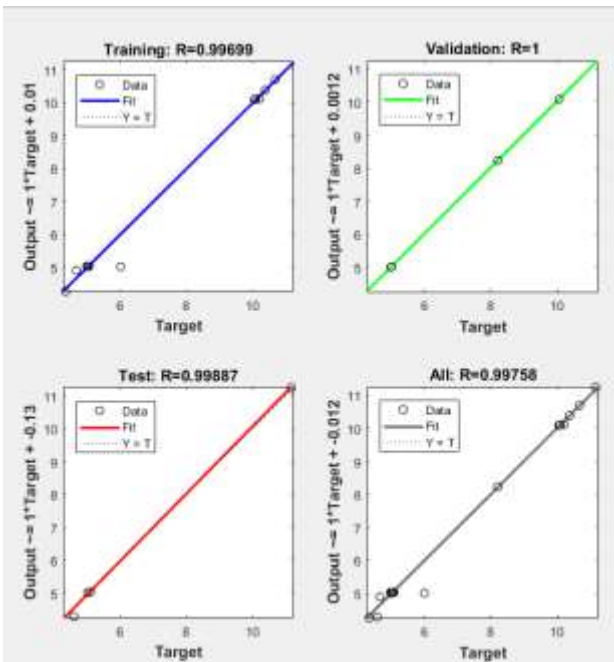 Training: R=0.99699
Output ~= 1*Target + 0.01
11
10
9
8
7
6
5
Data
Fit
Y = T
6
10
Target
Validation: R=1
Output ~= 1*Target + 0.0012
11
10
9
8
7
6
5
Data
Fit
Y = T
6
10
Target
Test: R=0.99887
Output ~= 1*Target + -0.13
11
10
9
8
7
6
5
Data
Fit
Y = T
6
8
10
Target
All: R=0.99758
Output ~= 1*Target + -0.012
11
10
9
8
7
6
5
Data
Fit
Y = T
6
8
10
Target